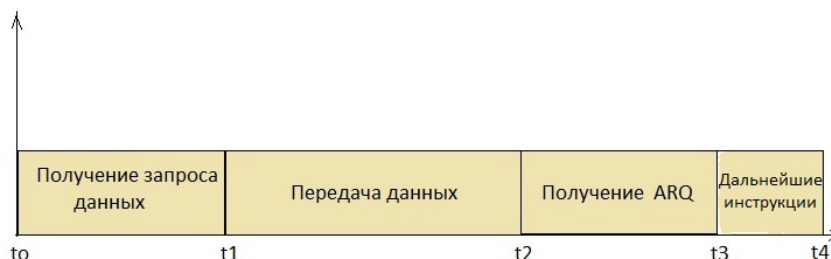 Получение запроса
данных
Передача данных
Получение ARQ
Дальнейшие
инструкции
to t1 t2 t3 t4